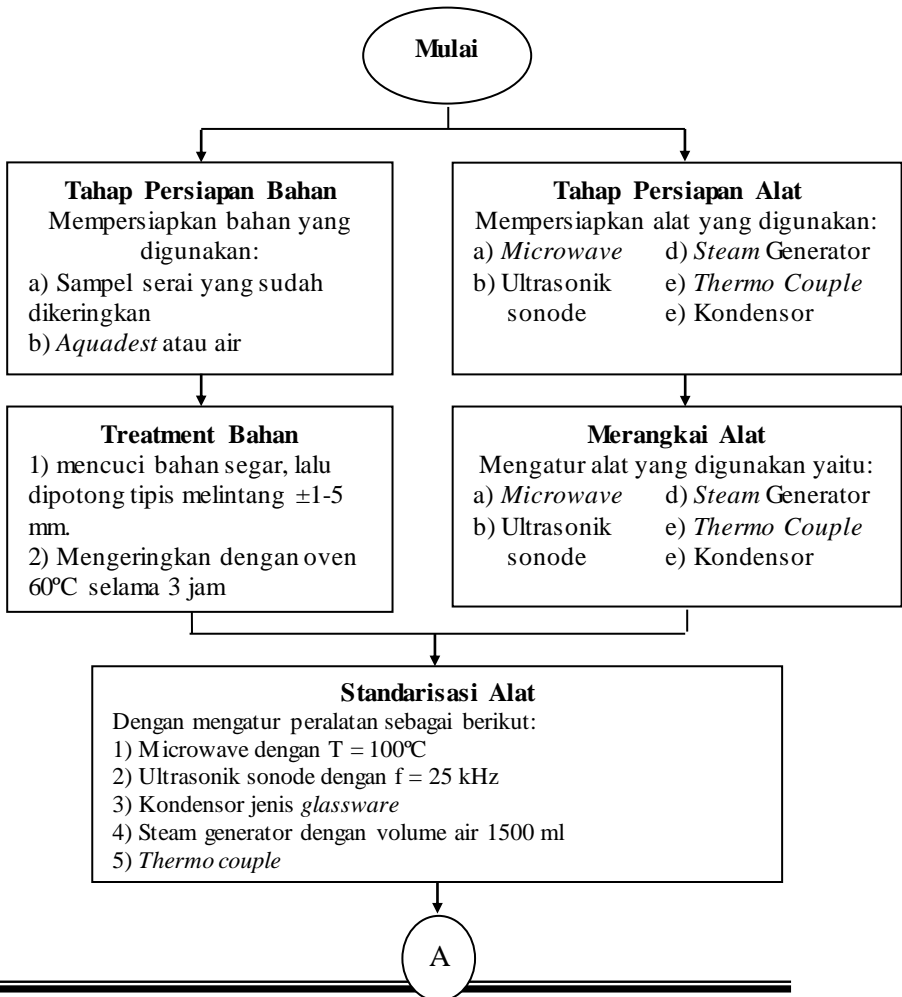 Mulai
Tahap Persiapan Bahan
Mempersiapkan bahan yang
digunakan:
a) Sampel serai yang sudah
dikeringkan
b) Aquadest atau air
Tahap Persiapan Alat
Mempersiapkan alat yang digunakan:
a) Microwave d) Steam Generator
b) Ultrasonik e) Thermo Couple
sonode e) Kondensor
Treatment Bahan
1) mencuci bahan segar, lalu
dipotong tipis melintang ±1-5
mm.
2) Mengeringkan dengan oven
60ºC selama 3 jam
Merangkai Alat
Mengatur alat yang digunakan yaitu:
a) Microwave d) Steam Generator
b) Ultrasonik e) Thermo Couple
sonode e) Kondensor
Standarisasi Alat
Dengan mengatur peralatan sebagai berikut:
1) Microwave dengan T = 100ºC
2) Ultrasonik sonode dengan f = 25 kHz
3) Kondensor jenis glassware
4) Steam generator dengan volume air 1500 ml
5) Thermo couple
A